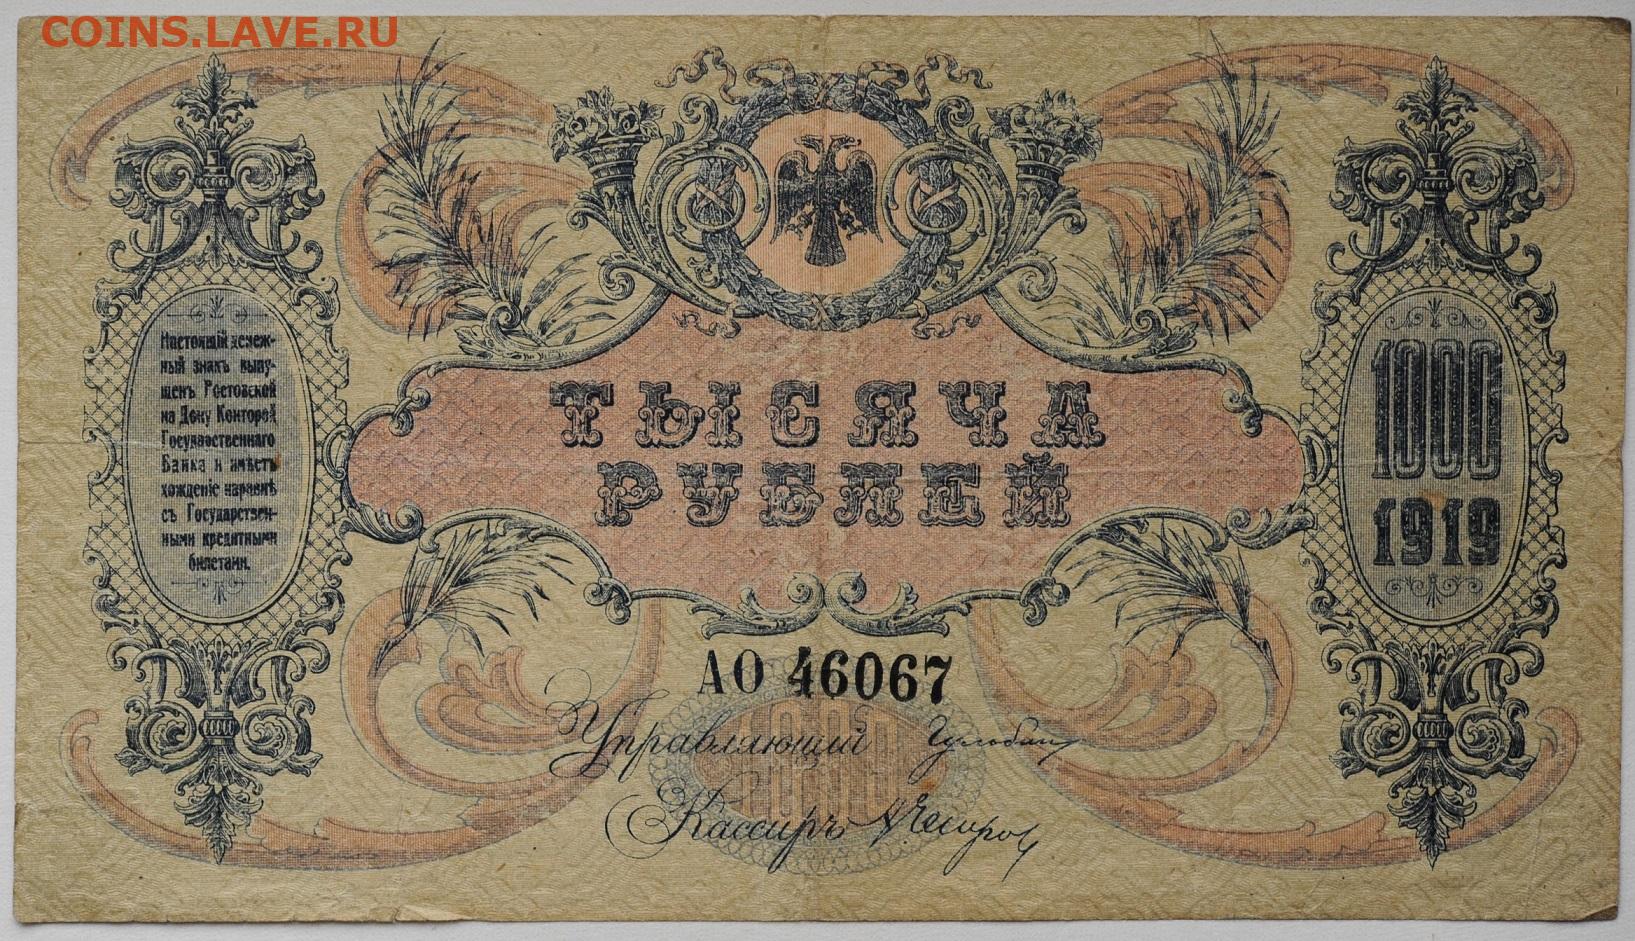 COINS.LAVE.RU
Настоящій денеж-
ный знакъ выпу-
щенъ Ростовской
на Дону Конторой
Государственнаго
Банка и имѣетъ
хожденіе наравнѣ
съ Государствен-
ными кредитными
билетами.
ТЫСЯЧА
РУБЛЕЙ
1000
1919
АО 46067
Управляющій
Кассиръ